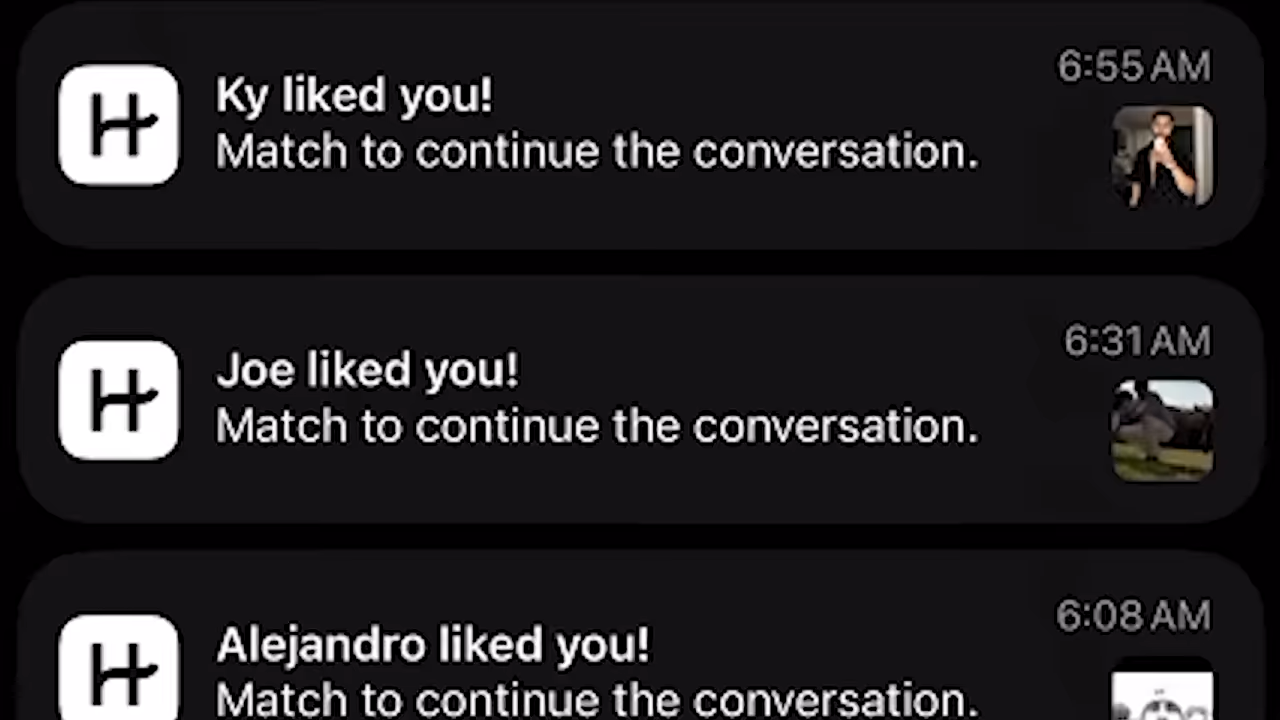 6:55 AM
Ky liked you!
Match to continue the conversation.
6:31 AM
Joe liked you!
Match to continue the conversation.
6:08 AM
Alejandro liked you!
Match to continue the conversation.